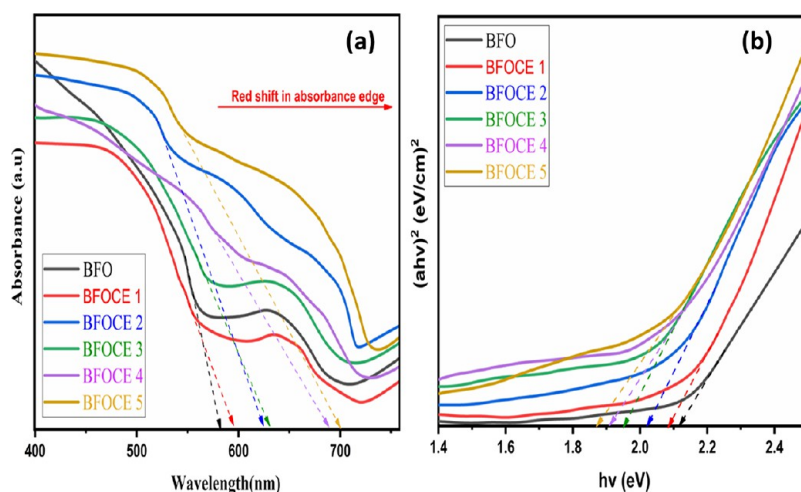 (a)
Red shift in absorbance edge
Absorbance (a.u)
BFO
BFOCE 1
BFOCE 2
BFOCE 3
BFOCE 4
BFOCE 5
400 500 600 700
Wavelength(nm)
(b)
BFO
BFOCE 1
BFOCE 2
BFOCE 3
BFOCE 4
BFOCE 5
(ahν)² (eV/cm)²
1.4 1.6 1.8 2.0 2.2 2.4
hν (eV)